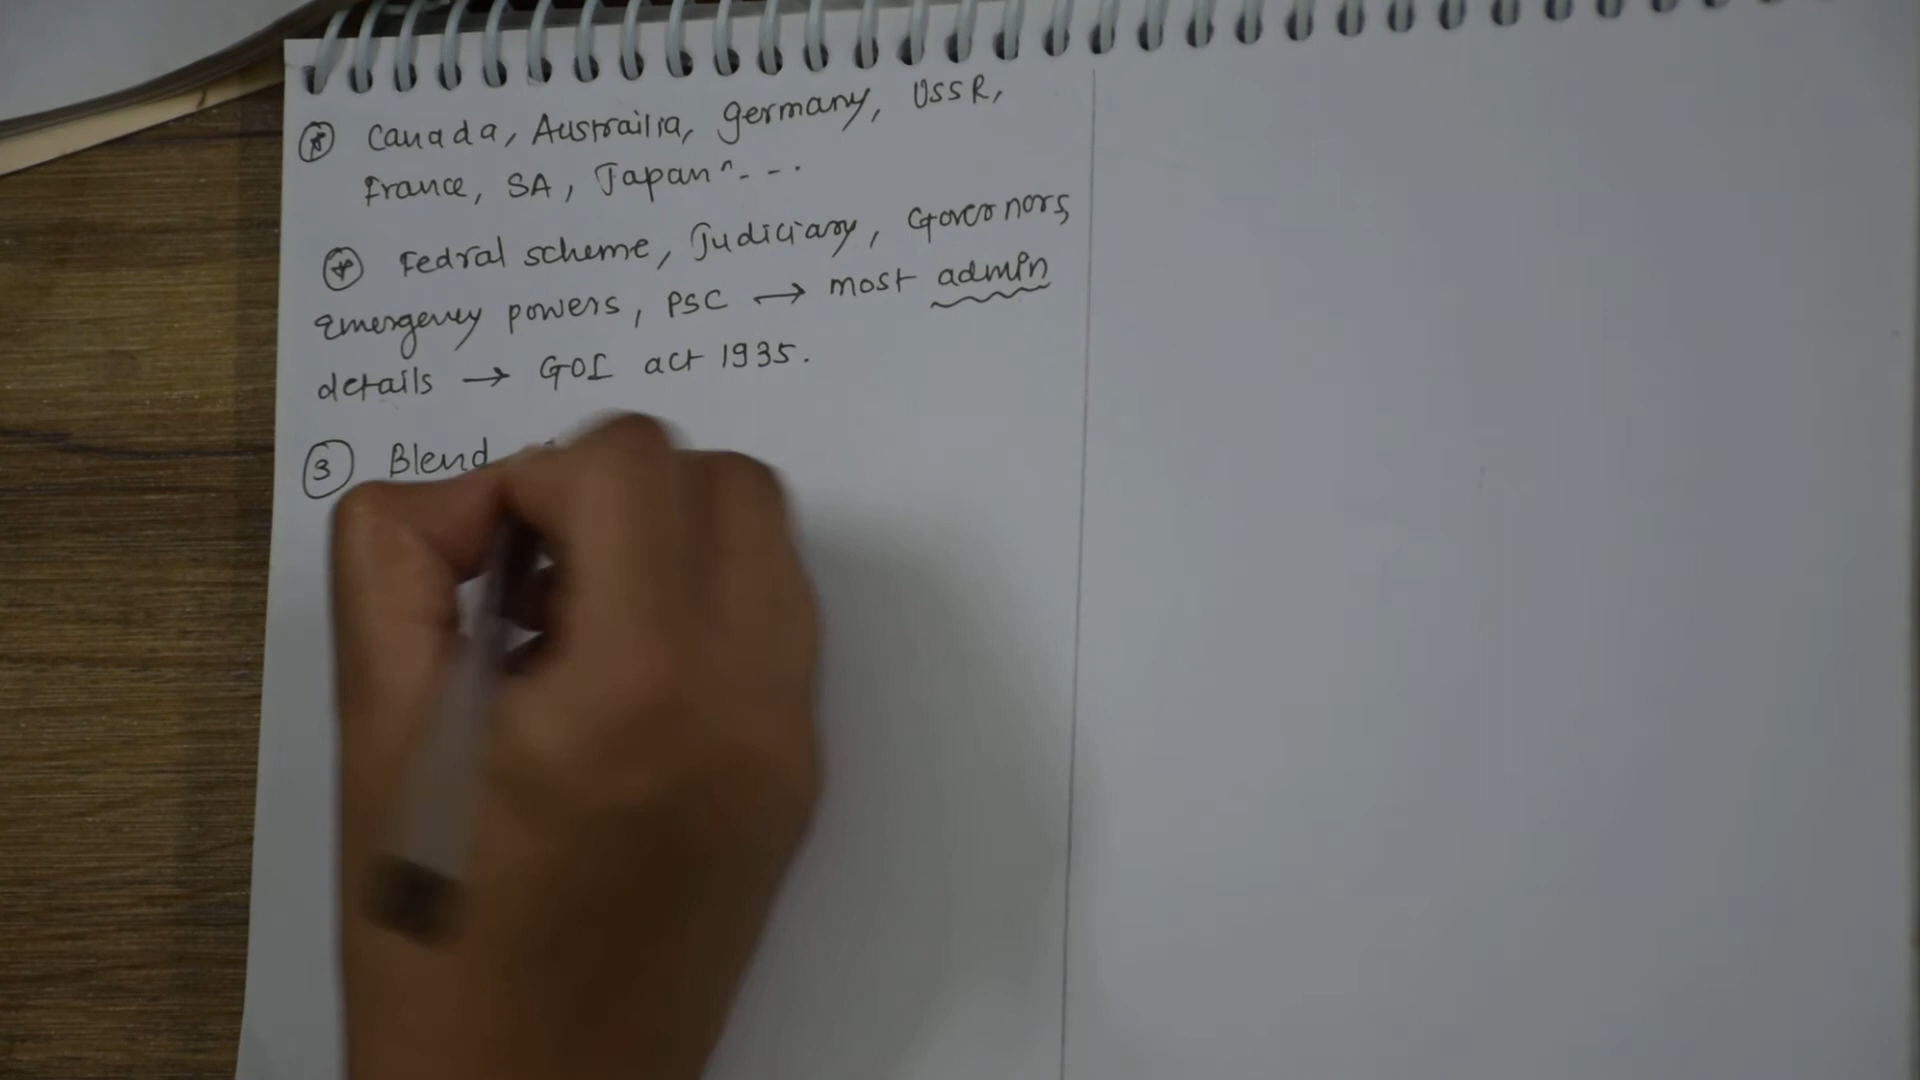 Canada, Austrailia, Germany, USSR,
France, SA, Japan ---
Fedral scheme, Judiciary, Governors,
Emergency powers, PSC → most admin
details → GOI act 1935.
③ Blend